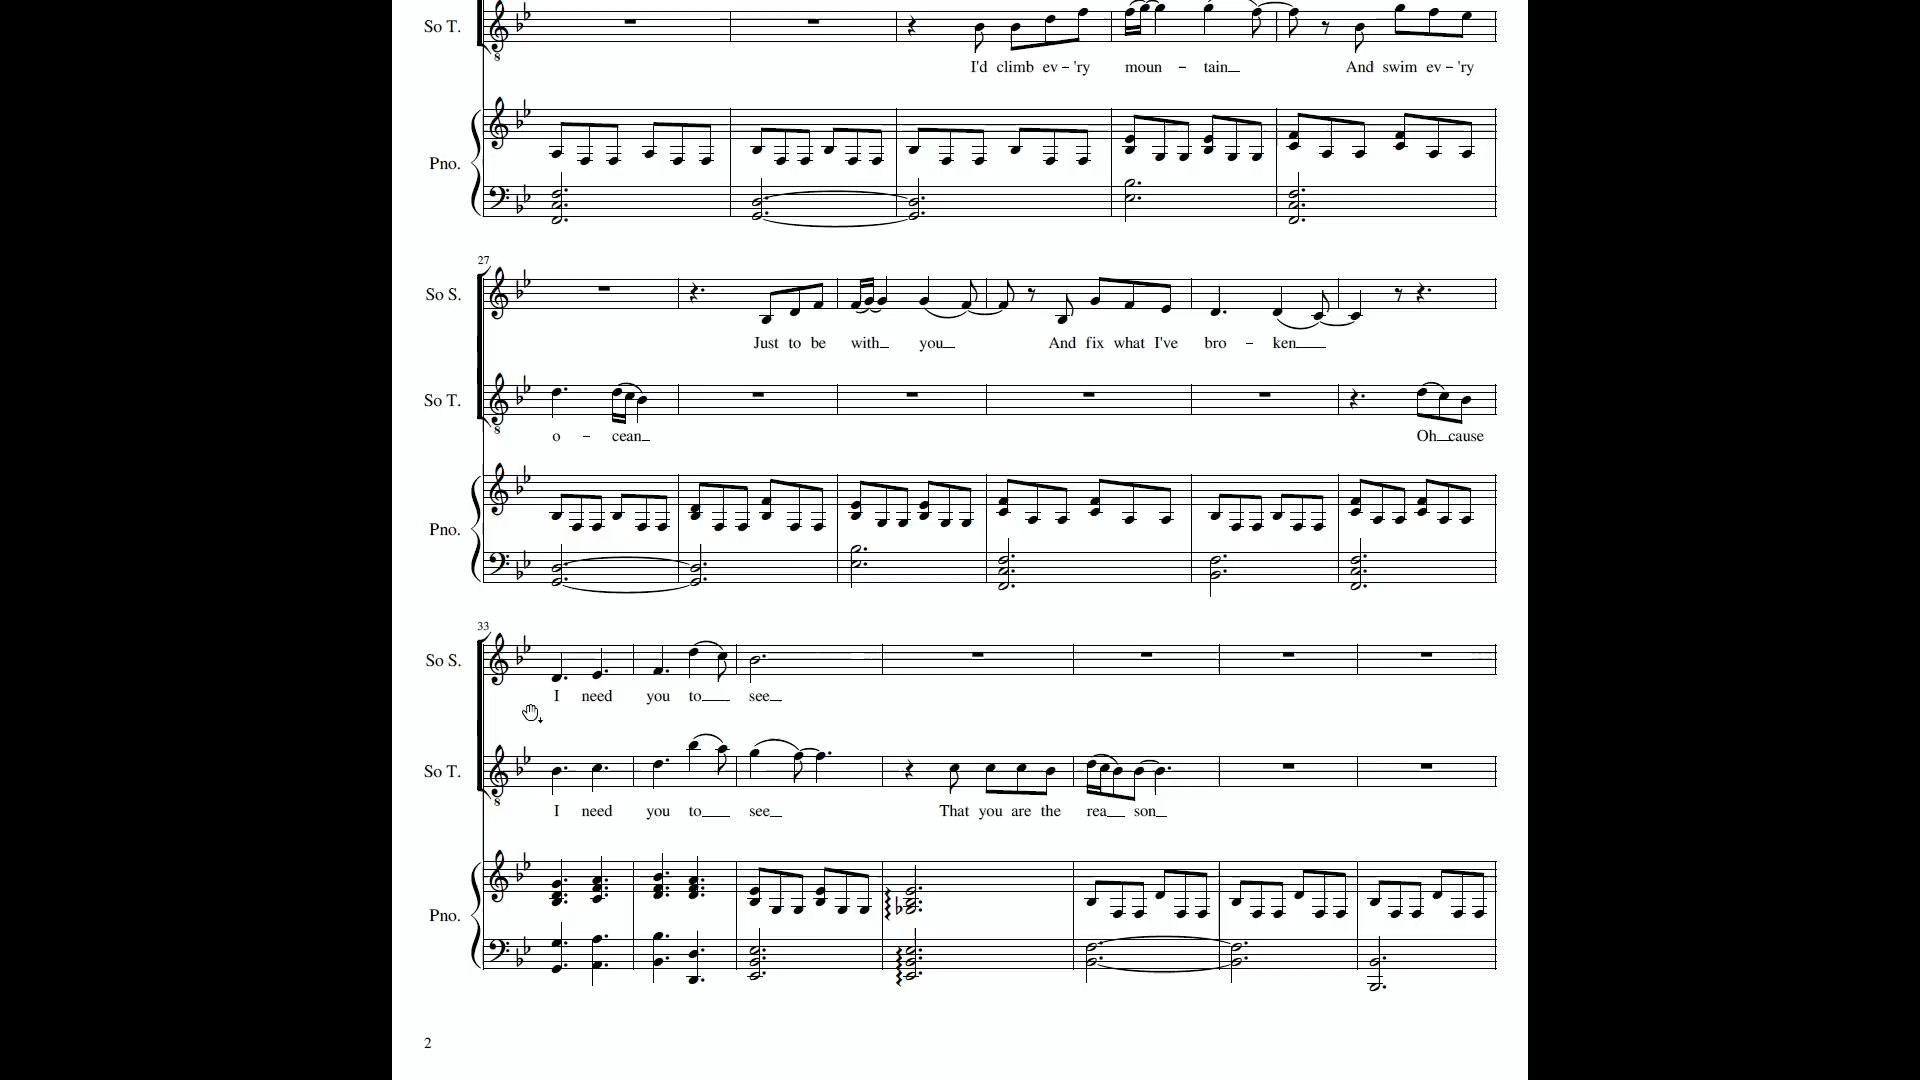 So T.
I'd climb ev - 'ry moun - tain And swim ev - 'ry
Pno.
27
So S.
Just to be with you And fix what I've bro - ken
So T.
o - cean Oh cause
Pno.
33
So S.
I need you to see
So T.
I need you to see That you are the rea son
Pno.
2